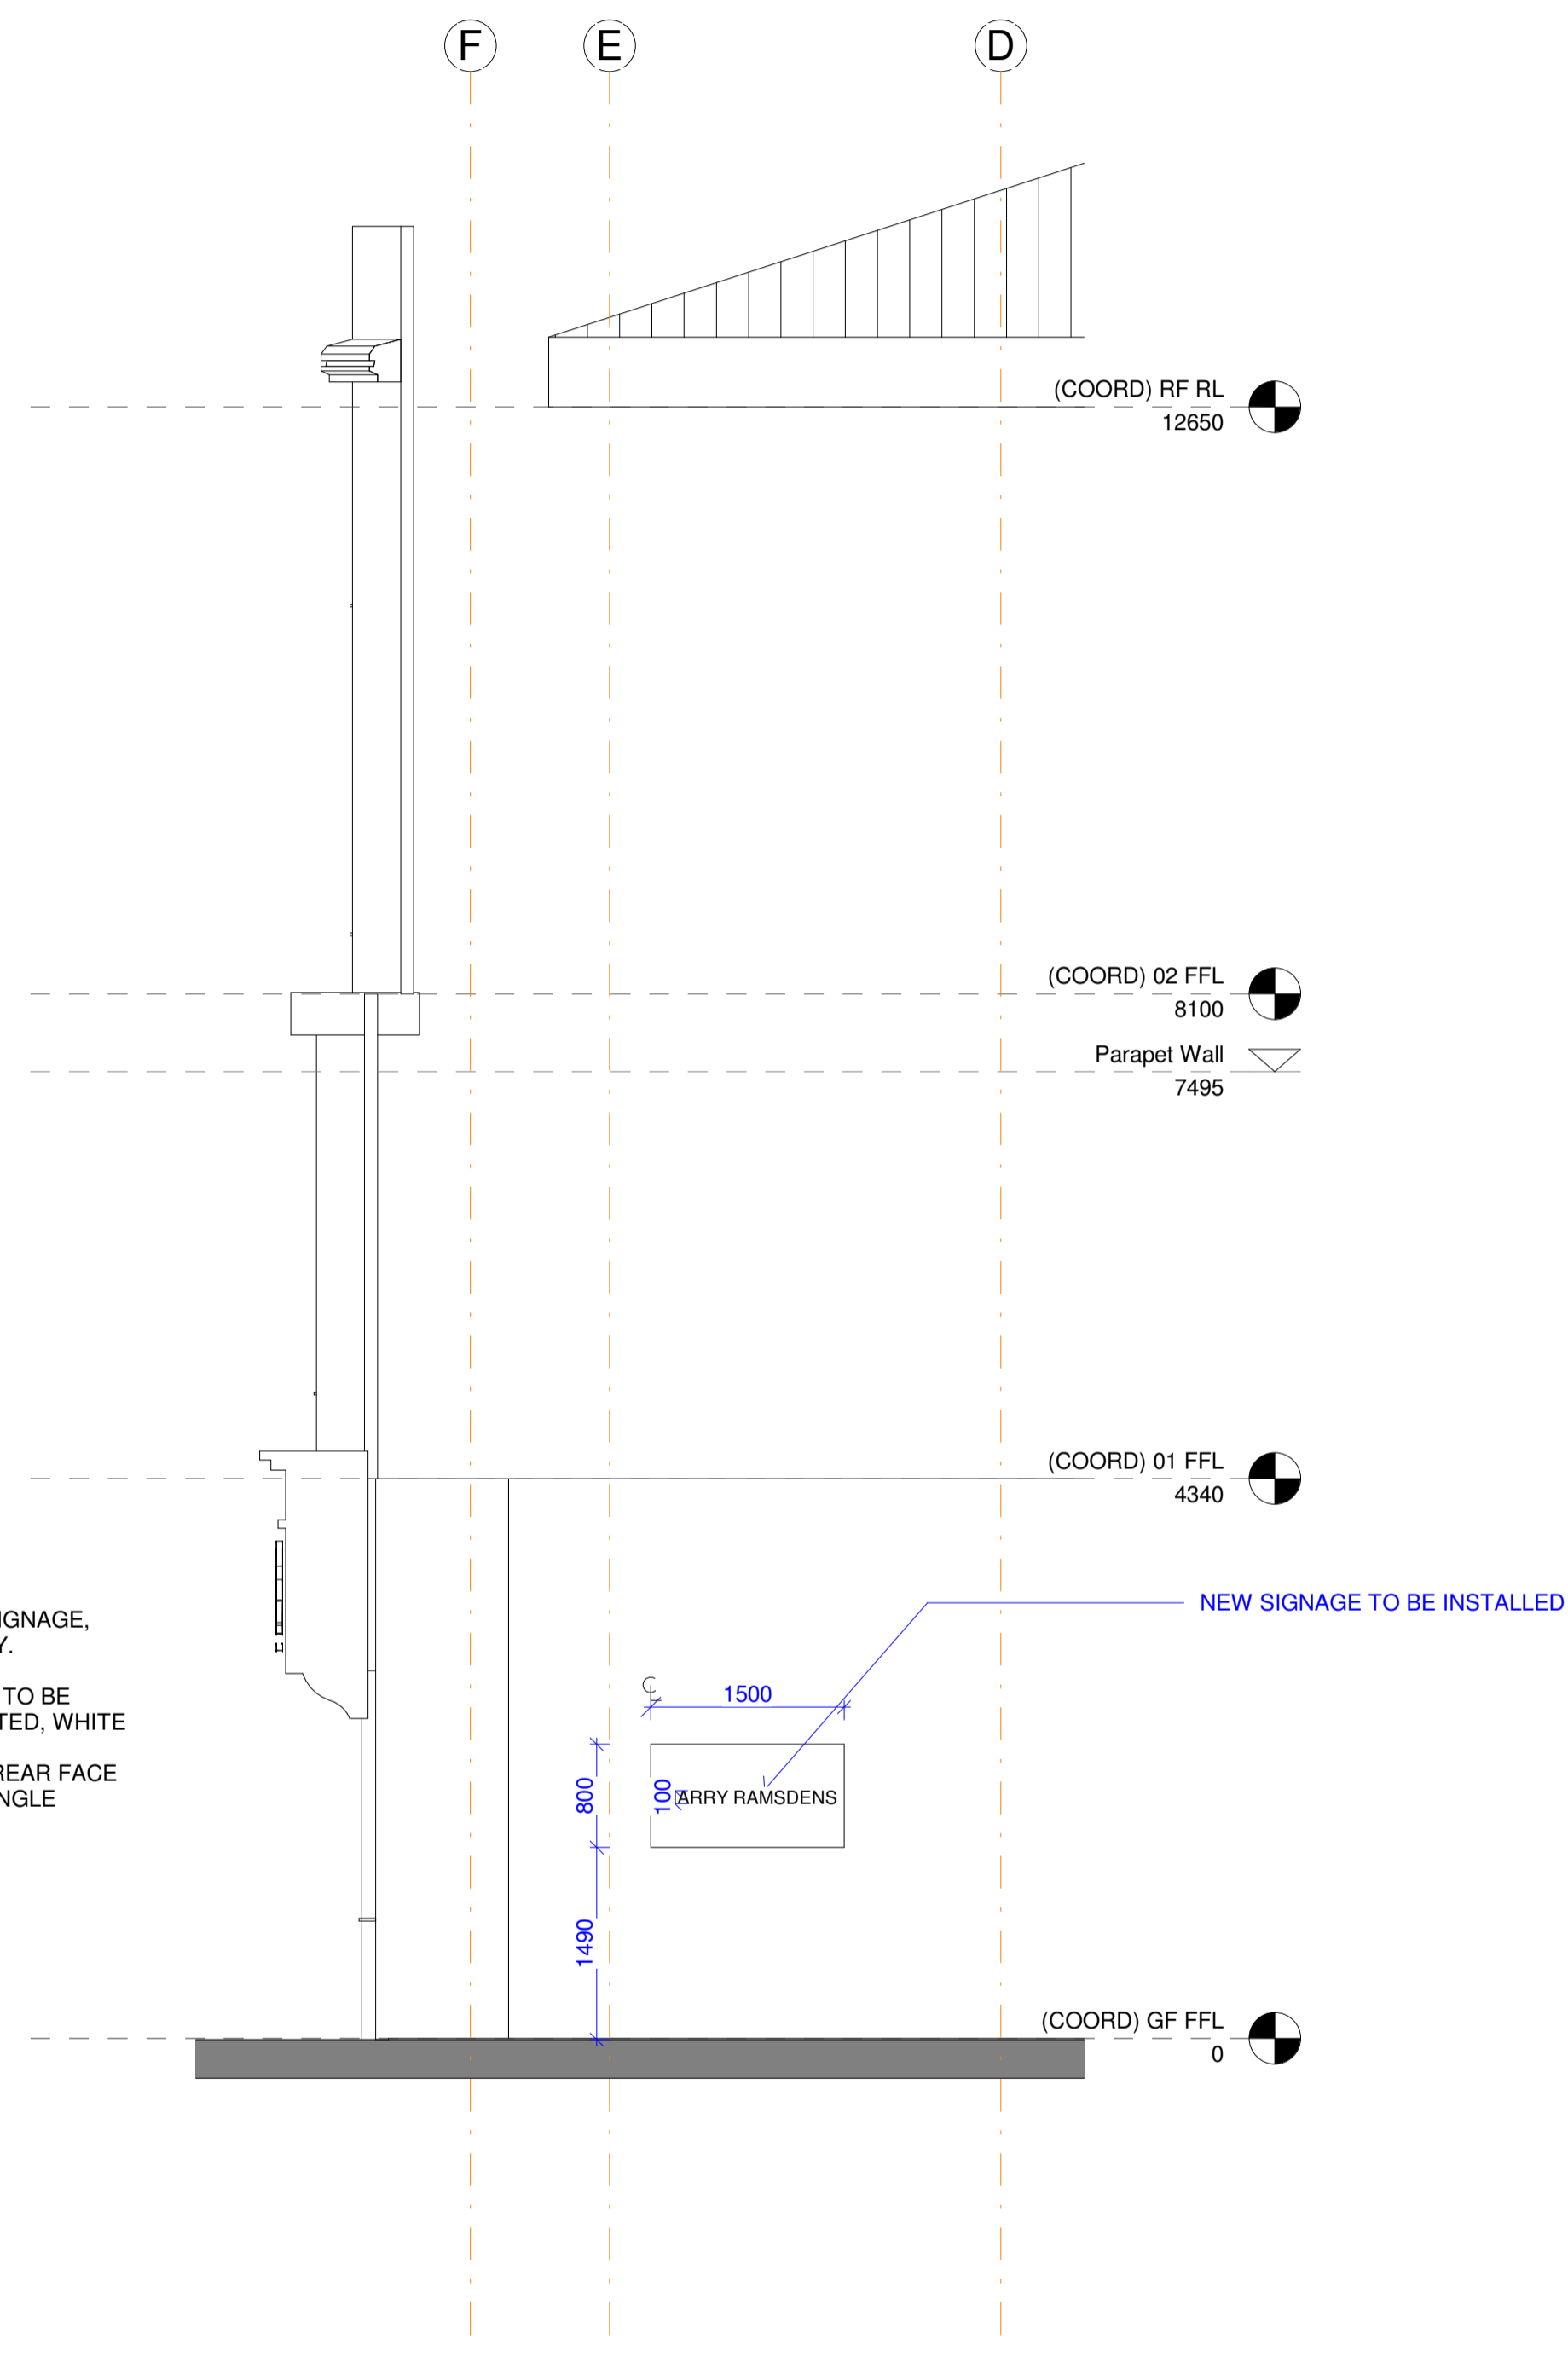 F
E
D
(COORD) RF RL
12650
(COORD) 02 FFL
8100
Parapet Wall
7495
(COORD) 01 FFL
4340
NEW SIGNAGE TO BE INSTALLED
IGNAGE,
Y.
TO BE
TED, WHITE
REAR FACE
NGLE
1500
800
100
ARRY RAMSDENS
1490
(COORD) GF FFL
0